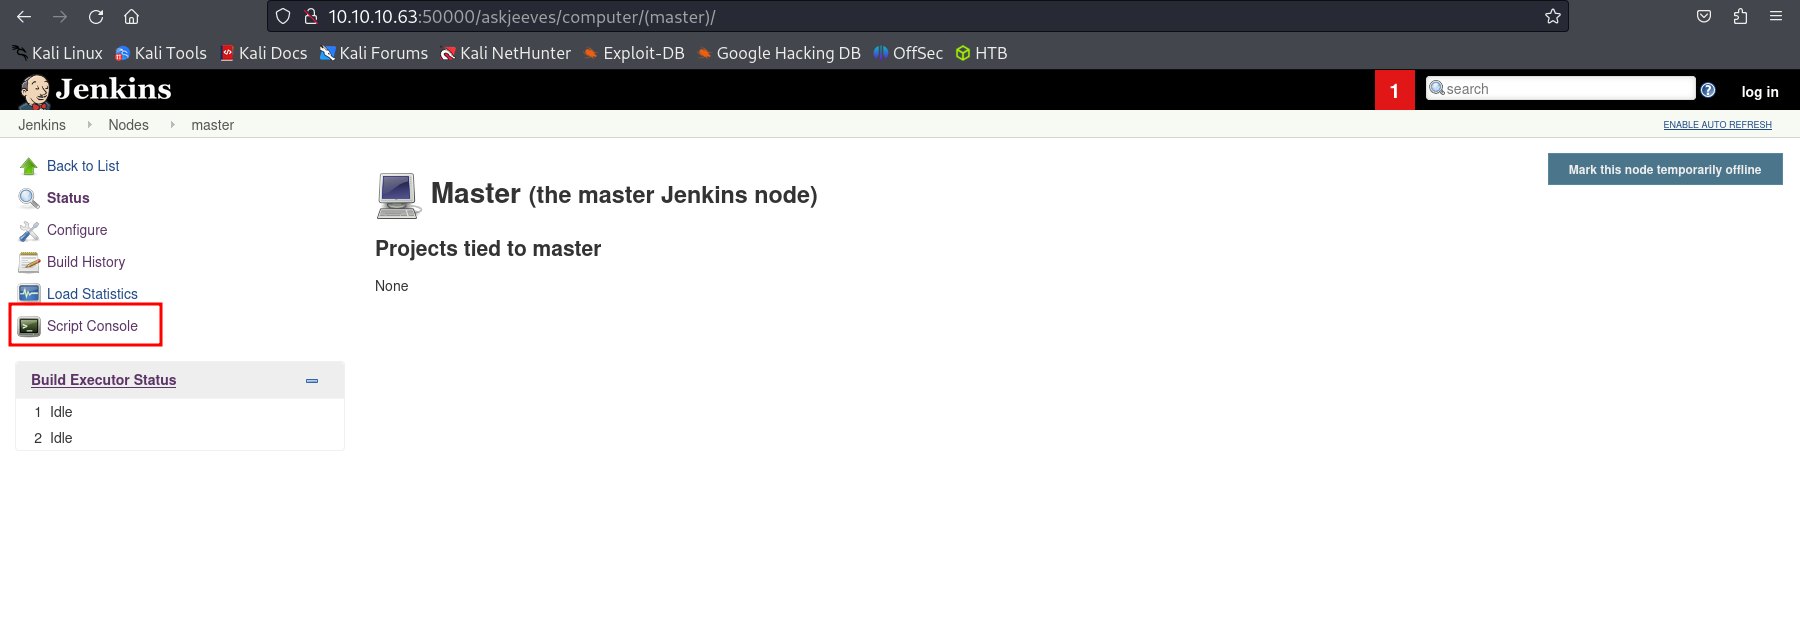 10.10.10.63:50000/askjeeves/computer/(master)/
Kali Linux Kali Tools Kali Docs Kali Forums Kali NetHunter Exploit-DB Google Hacking DB OffSec HTB
Jenkins 1 search ? log in
Jenkins Nodes master ENABLE AUTO REFRESH
Back to List
Mark this node temporarily offline
Status
Master (the master Jenkins node)
Configure
Projects tied to master
Build History
None
Load Statistics
Script Console
Build Executor Status
1 Idle
2 Idle